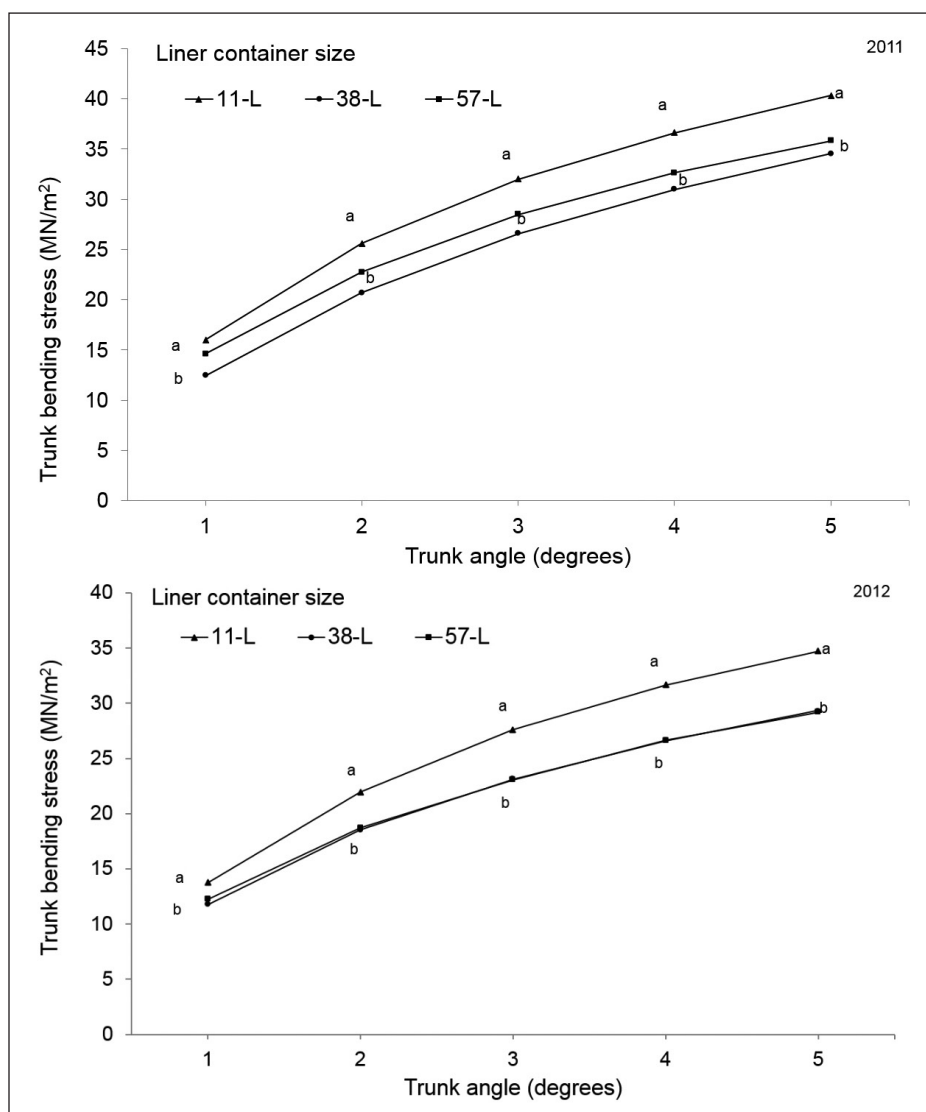 Liner container size
2011
11-L 38-L 57-L
Trunk bending stress (MN/m²)
45
40
35
30
25
20
15
10
5
0
a
b
a
b
a
b
a
b
a
b
1 2 3 4 5
Trunk angle (degrees)
Liner container size
2012
11-L 38-L 57-L
Trunk bending stress (MN/m²)
40
35
30
25
20
15
10
5
0
a
b
a
b
a
b
a
b
a
b
1 2 3 4 5
Trunk angle (degrees)